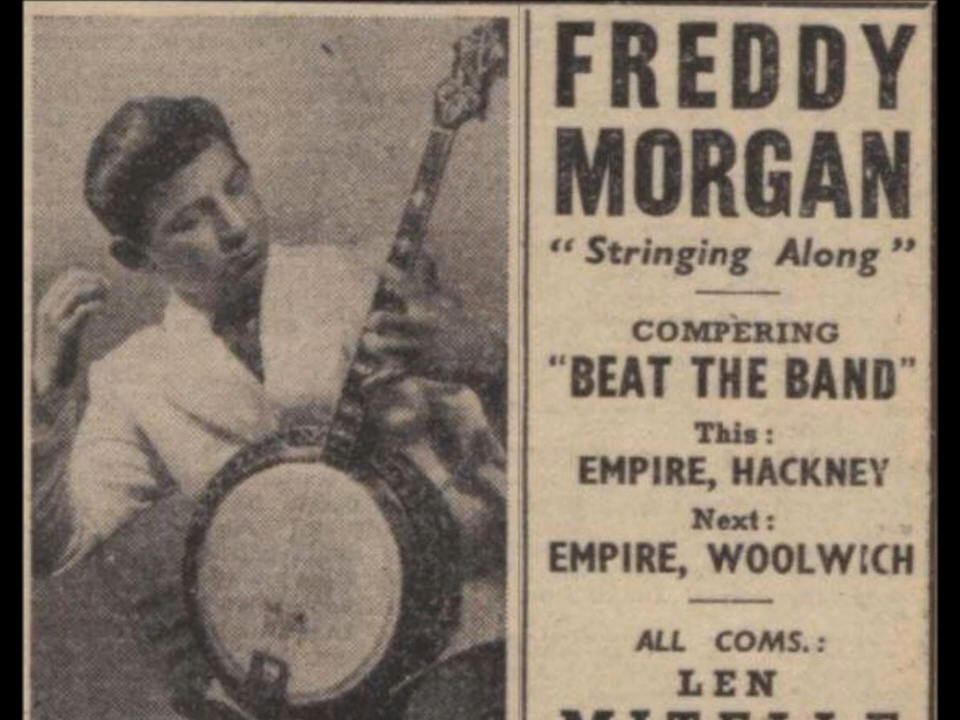 FREDDY
MORGAN
“ Stringing Along ”
COMPERING
“BEAT THE BAND”
This :
EMPIRE, HACKNEY
Next :
EMPIRE, WOOLWICH
ALL COMS. :
LEN